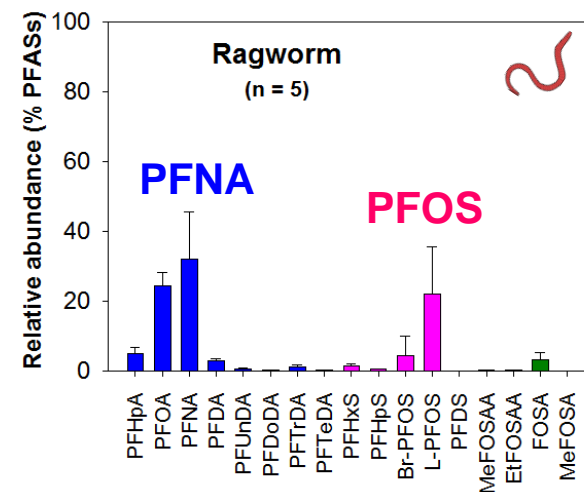 Relative abundance (% PFASs)
100
80
60
40
20
0
Ragworm
(n = 5)
PFNA
PFOS
PFHpA
PFOA
PFNA
PFDA
PFUnDA
PFDoDA
PFTrDA
PFTeDA
PFHxS
PFHpS
Br-PFOS
L-PFOS
PFDS
MeFOSAA
EtFOSAA
FOSA
MeFOSA